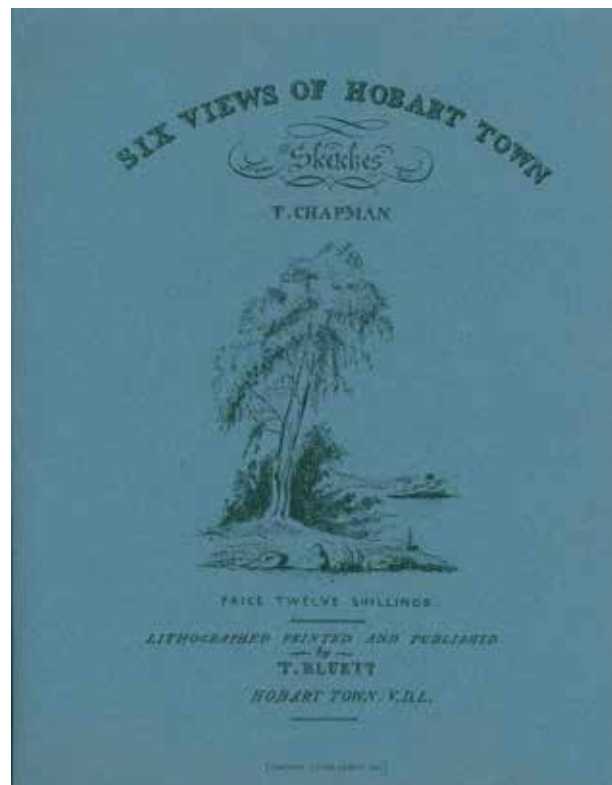 SIX VIEWS OF HOBART TOWN
"Sketches"
T. CHAPMAN
PRICE TWELVE SHILLINGS.
LITHOGRAPHED PRINTED AND PUBLISHED
by
T. BLUETT
HOBART TOWN. V.D.L.